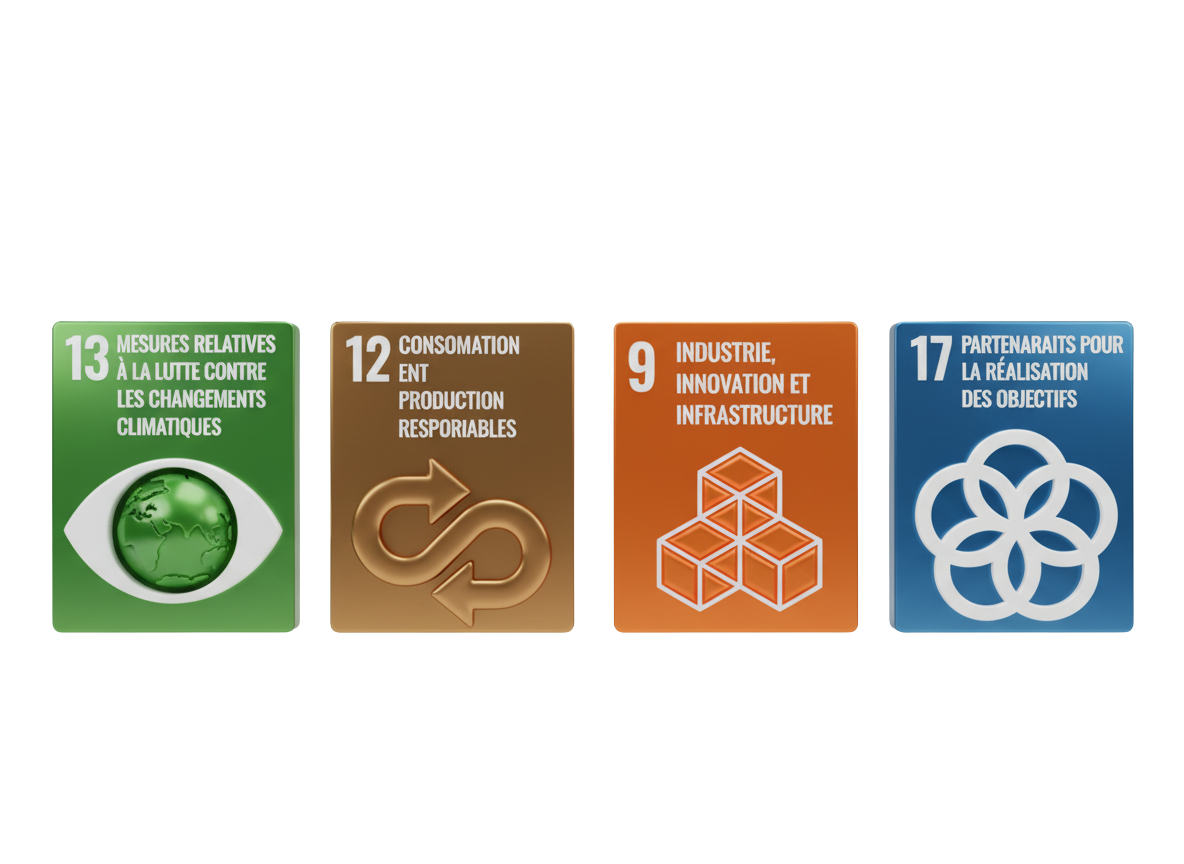 13
MESURES RELATIVES
À LA LUTTE CONTRE
LES CHANGEMENTS
CLIMATIQUES
12
CONSOMATION
ENT
PRODUCTION
RESPORIABLES
9
INDUSTRIE,
INNOVATION ET
INFRASTRUCTURE
17
PARTENARAITS POUR
LA RÉALISATION
DES OBJECTIFS